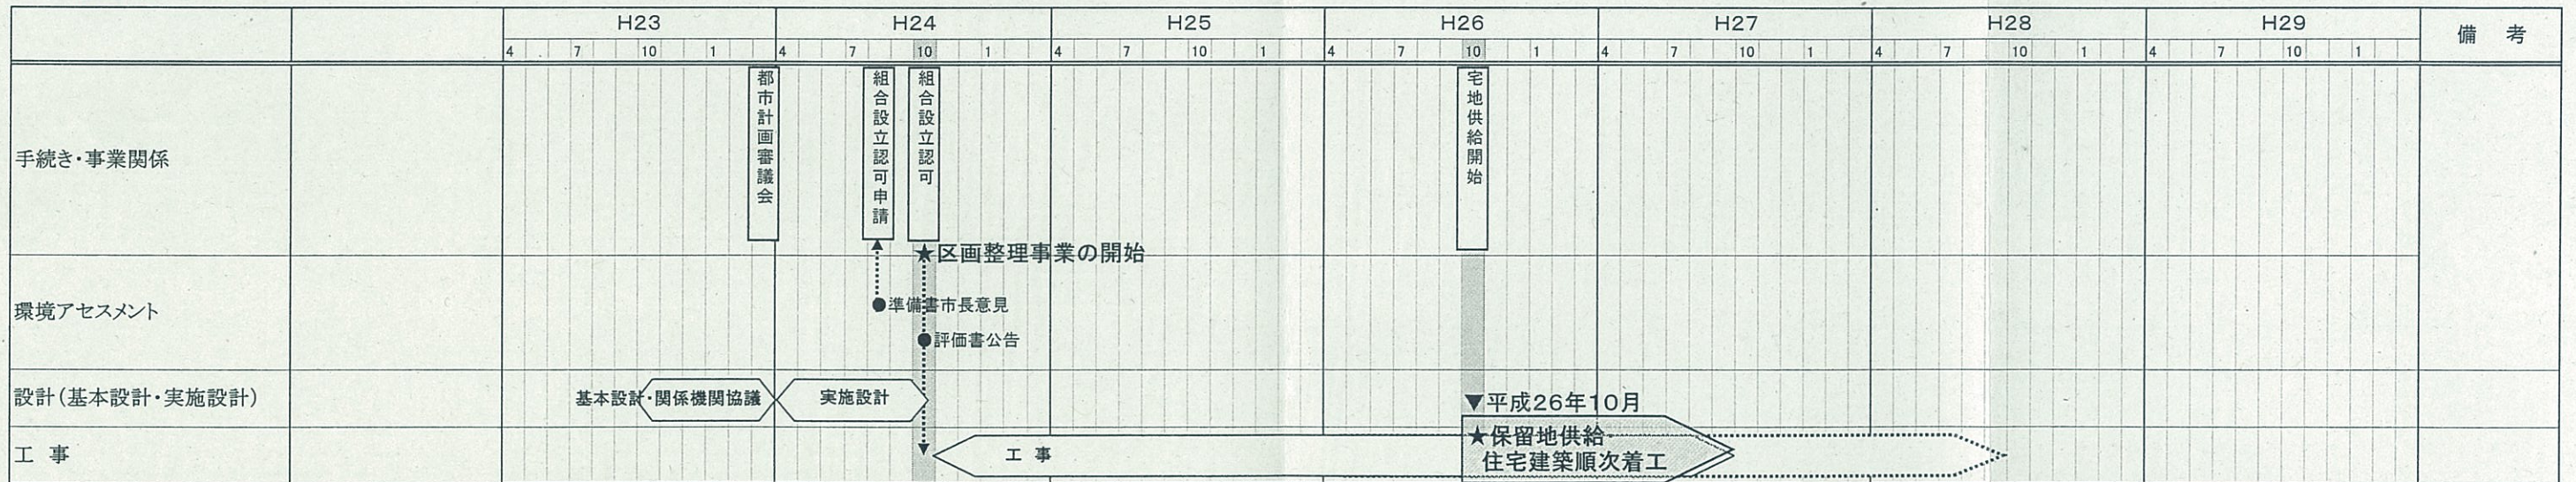 H23 H24 H25 H26 H27 H28 H29 備 考
4 7 10 1 4 7 10 1 4 7 10 1 4 7 10 1 4 7 10 1 4 7 10 1 4 7 10 1
手続き・事業関係
都市計画審議会
組合設立認可申請
組合設立認可
宅地供給開始
★区画整理事業の開始
環境アセスメント
●準備書市長意見
●評価書公告
設計(基本設計・実施設計)
基本設計・関係機関協議
実施設計
▼平成26年10月
工 事
工 事
★保留地供給・
住宅建築順次着工